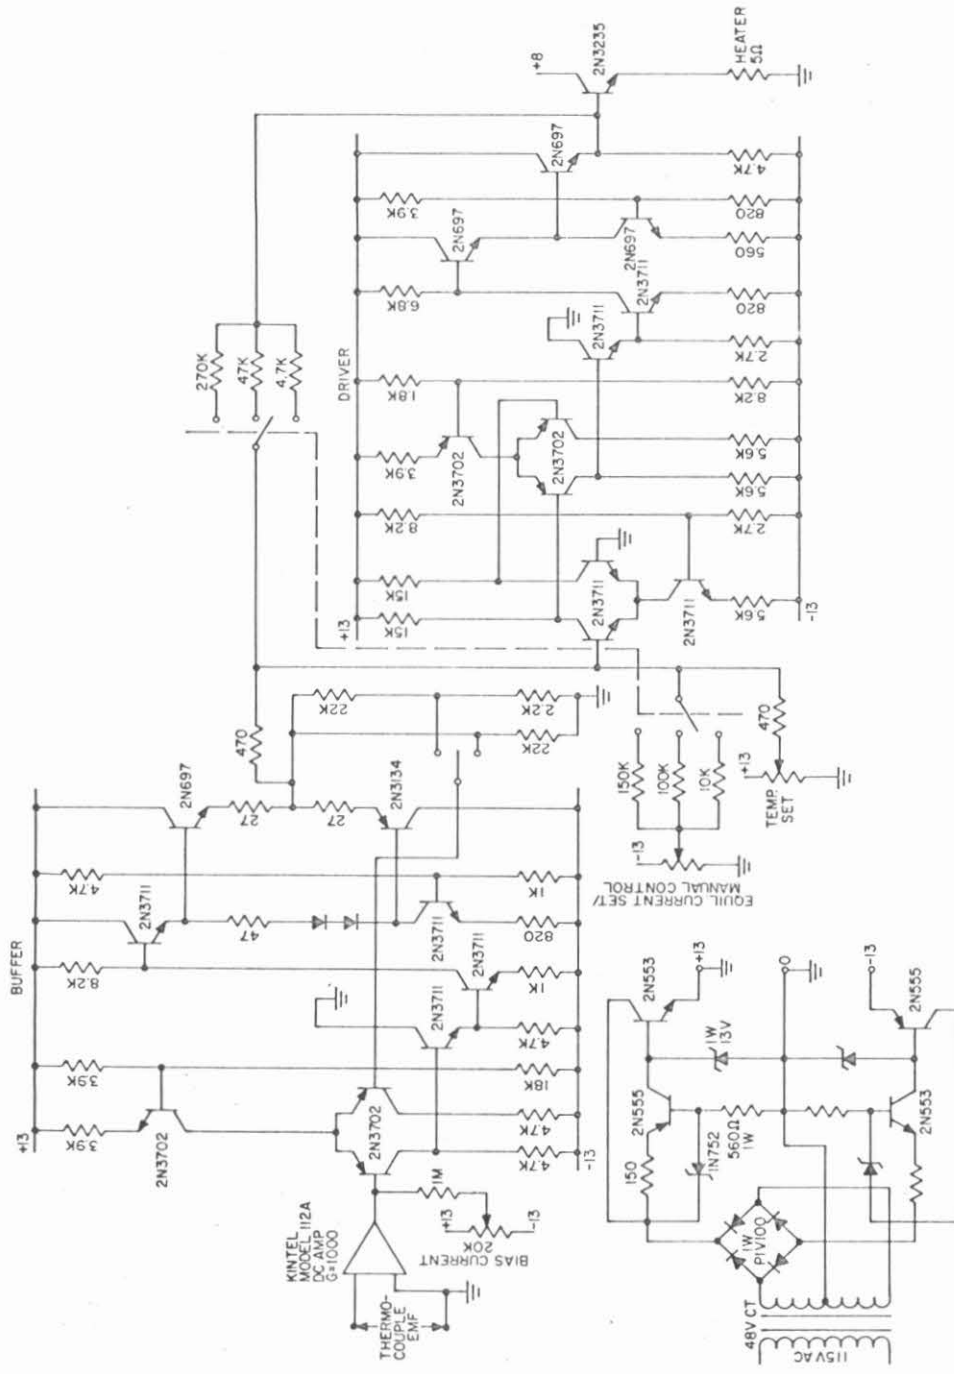 BUFFER
+13
3.9K
3.9K
8.2K
4.7K
2N3702
2N3711
2N697
KINTEL
MODEL 112A
DC AMP
G=1000
THERMO-
COUPLE
EMF
1M
+13
20K
-13
BIAS CURRENT
2N3702
2N3711
2N3711
2N3711
47
27
27
2N3134
4.7K
4.7K
18K
4.7K
1K
820
1K
-13
470
22K
22K
2.2K
270K
47K
4.7K
DRIVER
+13
15K
15K
8.2K
3.9K
1.8K
6.8K
3.9K
2N3702
2N697
2N697
2N3235
+8
2N3702
2N3711
2N3711
2N3711
2N3711
2N697
5.6K
2.7K
5.6K
5.6K
8.2K
2.7K
820
560
820
4.7K
-13
HEATER
5Ω
150K
100K
10K
-13
EQUIL CURRENT SET/
MANUAL CONTROL
470
+13
TEMP.
SET
48V CT
115VAC
1W
PIV100
150
2N555
2N553
1N752
560Ω
1W
1W
13V
+13
0
-13
2N553
2N555